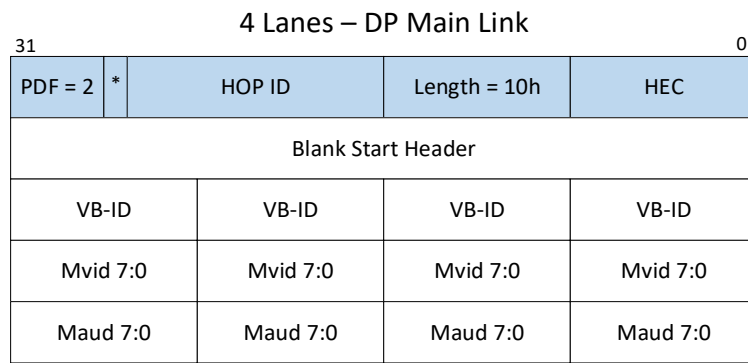 4 Lanes – DP Main Link
31 0
PDF = 2 * HOP ID Length = 10h HEC
Blank Start Header
VB-ID VB-ID VB-ID VB-ID
Mvid 7:0 Mvid 7:0 Mvid 7:0 Mvid 7:0
Maud 7:0 Maud 7:0 Maud 7:0 Maud 7:0